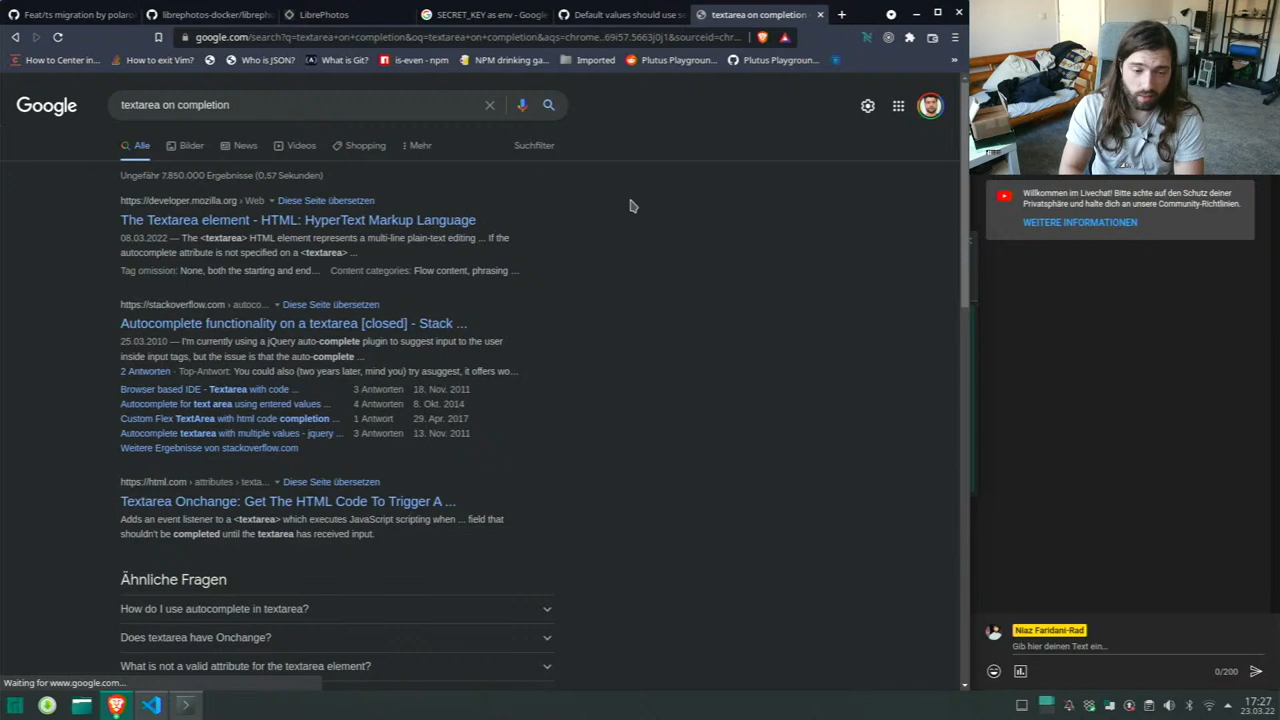 Feat/ts migration by polaro
librephotos-docker/libreph
LibrePhotos
SECRET_KEY as env - Google
Default values should use se
textarea on completion
google.com/search?q=textarea+on+completion&oq=textarea+on+completion&aqs=chrome..69i57.5663j0j1&sourceid=chr...
How to Center in...
How to exit Vim?
Who is JSON?
What is Git?
is-even - npm
NPM drinking ga...
Imported
Plutus Playgroun...
Plutus Playgroun...
»
Google
textarea on completion
Alle
Bilder
News
Videos
Shopping
Mehr
Suchfilter
Ungefähr 7.850.000 Ergebnisse (0,57 Sekunden)
https://developer.mozilla.org › Web
Diese Seite übersetzen
The Textarea element - HTML: HyperText Markup Language
08.03.2022 — The <textarea> HTML element represents a multi-line plain-text editing ... If the
autocomplete attribute is not specified on a <textarea> ...
Tag omission: None, both the starting and end... Content categories: Flow content, phrasing ...
https://stackoverflow.com › autoco...
Diese Seite übersetzen
Autocomplete functionality on a textarea [closed] - Stack ...
25.03.2010 — I'm currently using a jQuery auto-complete plugin to suggest input to the user
inside input tags, but the issue is that the auto-complete ...
2 Antworten · Top-Antwort: You could also (two years later, mind you) try asuggest, it offers wo...
Browser based IDE - Textarea with code ... 3 Antworten 18. Nov. 2011
Autocomplete for text area using entered values ... 4 Antworten 8. Okt. 2014
Custom Flex TextArea with html code completion ... 1 Antwort 29. Apr. 2017
Autocomplete textarea with multiple values - jquery ... 3 Antworten 13. Nov. 2011
Weitere Ergebnisse von stackoverflow.com
https://html.com › attributes › texta...
Diese Seite übersetzen
Textarea Onchange: Get The HTML Code To Trigger A ...
Adds an event listener to a <textarea> which executes JavaScript scripting when ... field that
shouldn't be completed until the textarea has received input.
Ähnliche Fragen
How do I use autocomplete in textarea?
Does textarea have Onchange?
What is not a valid attribute for the textarea element?
Waiting for www.google.com...
Willkommen im Livechat! Bitte achte auf den Schutz deiner
Privatsphäre und halte dich an unsere Community-Richtlinien.
WEITERE INFORMATIONEN
Niaz Faridani-Rad
Gib hier deinen Text ein...
0/200
17:27
23.03.22